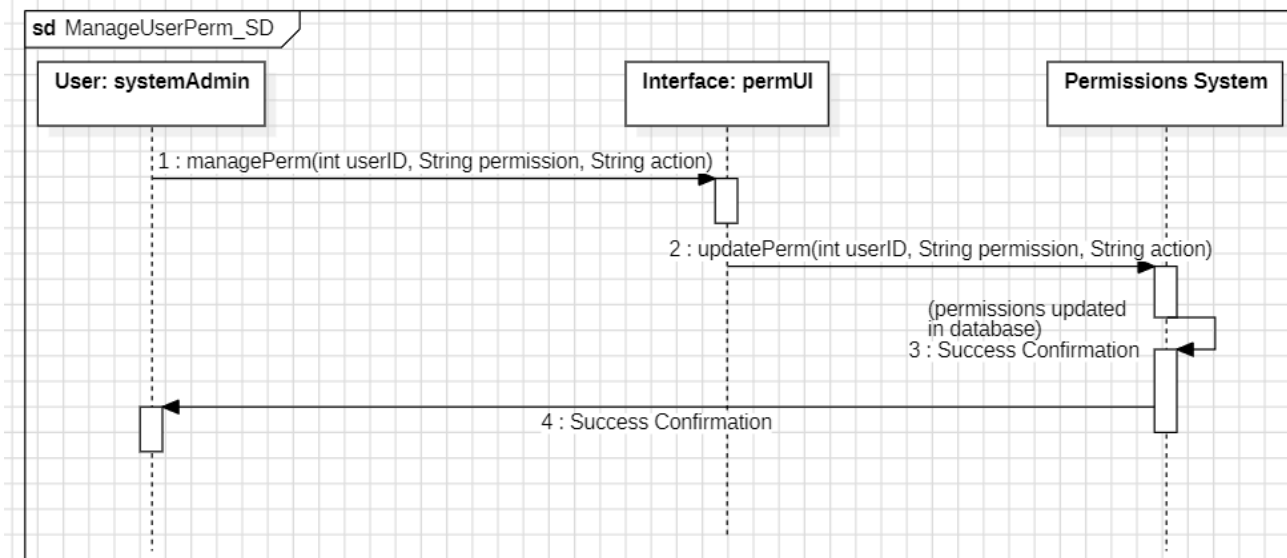 sd ManageUserPerm_SD
User: systemAdmin
Interface: permUI
Permissions System
1 : managePerm(int userID, String permission, String action)
2 : updatePerm(int userID, String permission, String action)
(permissions updated
in database)
3 : Success Confirmation
4 : Success Confirmation